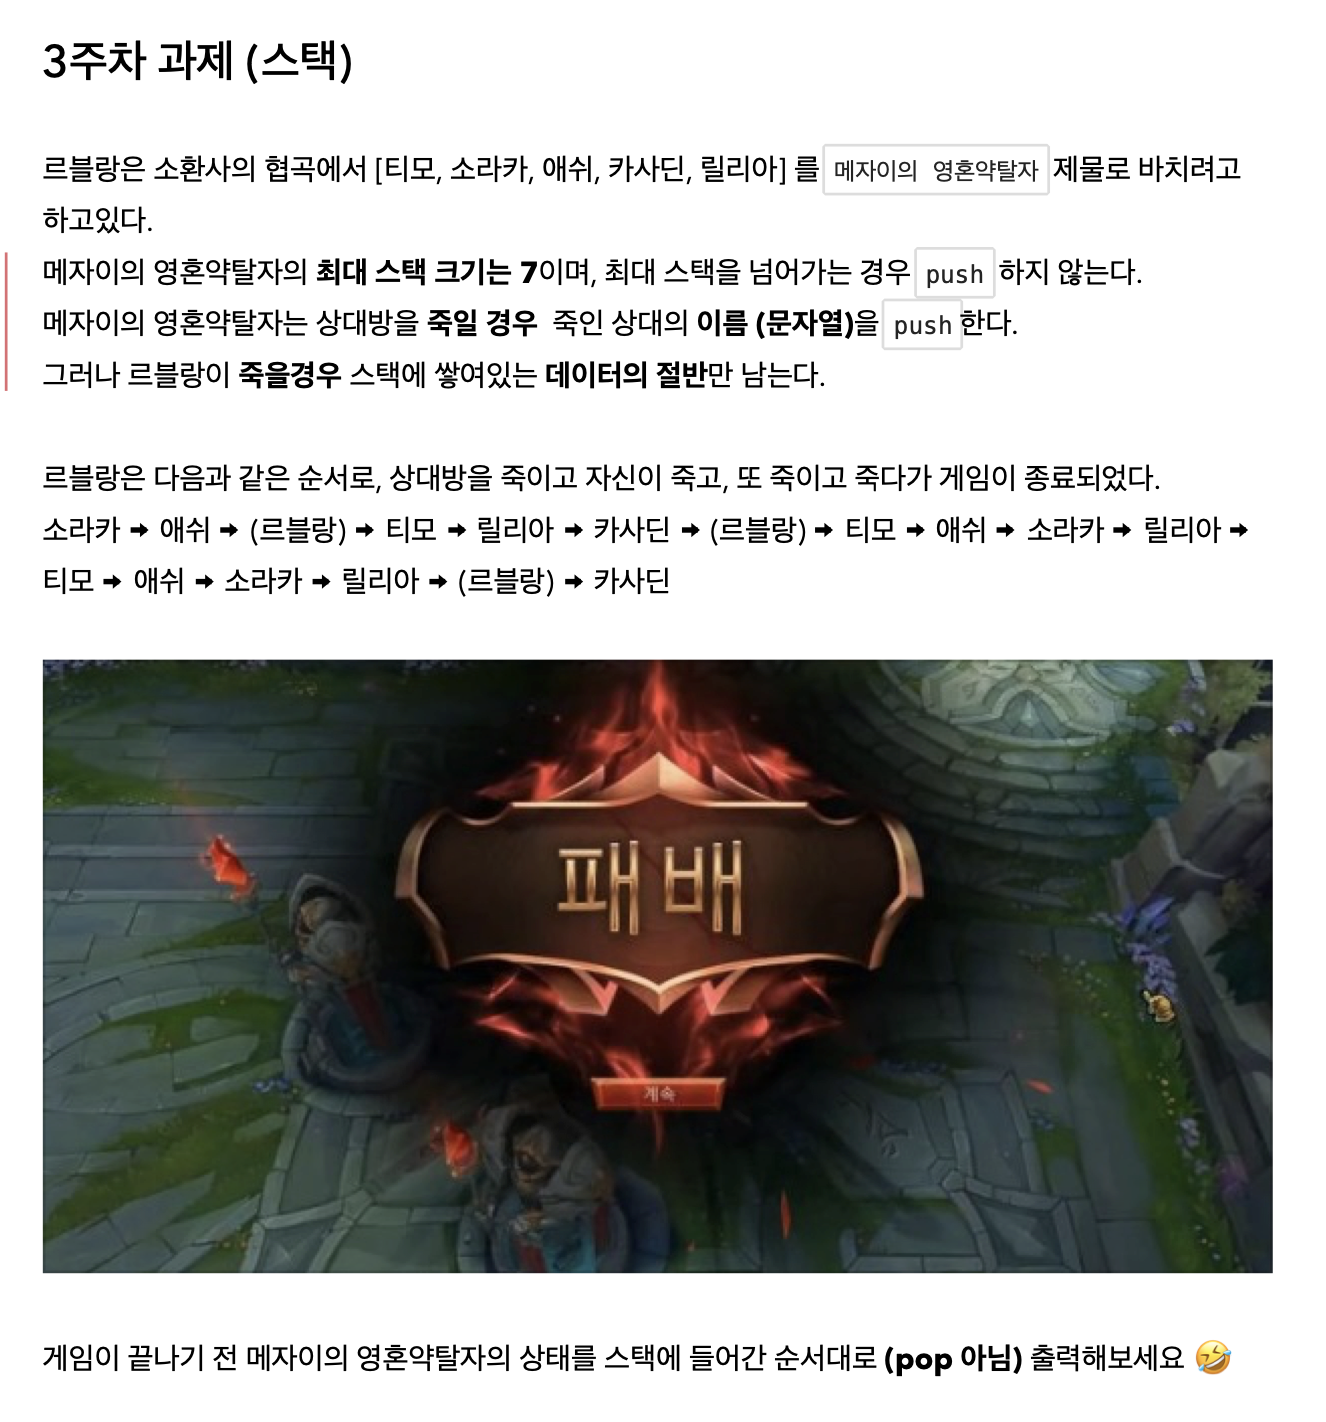 3주차 과제 (스택)
르블랑은 소환사의 협곡에서 [티모, 소라카, 애쉬, 카사딘, 릴리아] 를 메자이의 영혼약탈자 제물로 바치려고
하고있다.
메자이의 영혼약탈자의 최대 스택 크기는 7이며, 최대 스택을 넘어가는 경우 push 하지 않는다.
메자이의 영혼약탈자는 상대방을 죽일 경우 죽인 상대의 이름 (문자열)을 push한다.
그러나 르블랑이 죽을경우 스택에 쌓여있는 데이터의 절반만 남는다.
르블랑은 다음과 같은 순서로, 상대방을 죽이고 자신이 죽고, 또 죽이고 죽다가 게임이 종료되었다.
소라카 → 애쉬 → (르블랑) → 티모 → 릴리아 → 카사딘 → (르블랑) → 티모 → 애쉬 → 소라카 → 릴리아 →
티모 → 애쉬 → 소라카 → 릴리아 → (르블랑) → 카사딘
패배
계속
게임이 끝나기 전 메자이의 영혼약탈자의 상태를 스택에 들어간 순서대로 (pop 아님) 출력해보세요 🤣